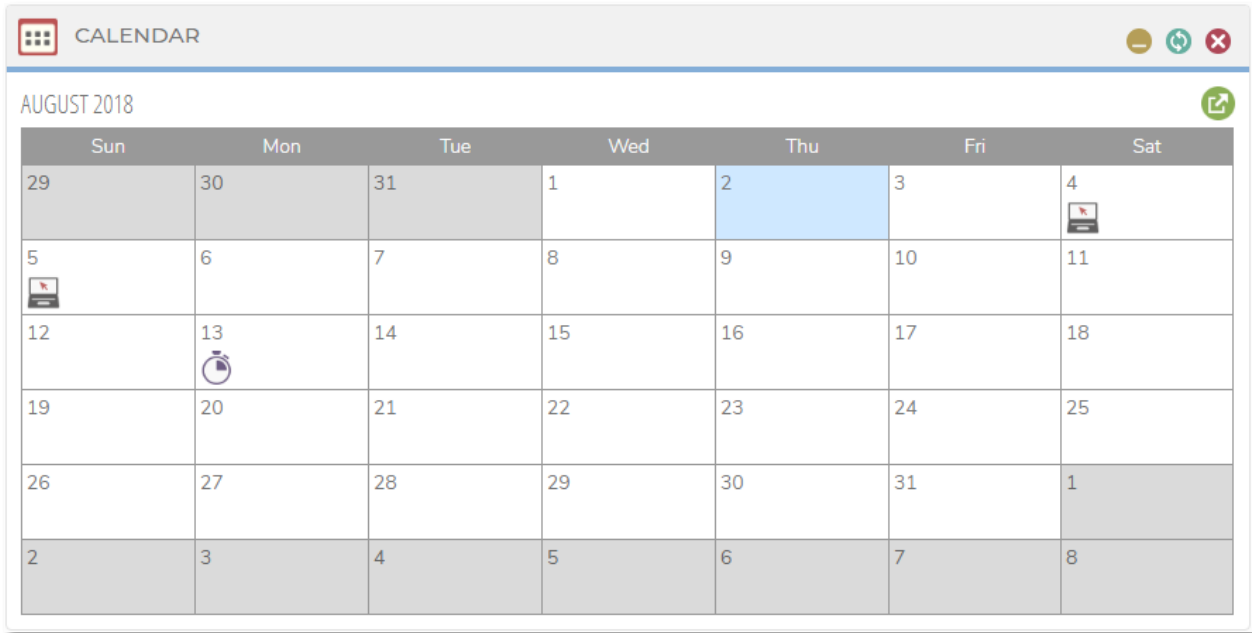 CALENDAR
AUGUST 2018
Sun Mon Tue Wed Thu Fri Sat
29 30 31 1 2 3 4
5 6 7 8 9 10 11
12 13 14 15 16 17 18
19 20 21 22 23 24 25
26 27 28 29 30 31 1
2 3 4 5 6 7 8